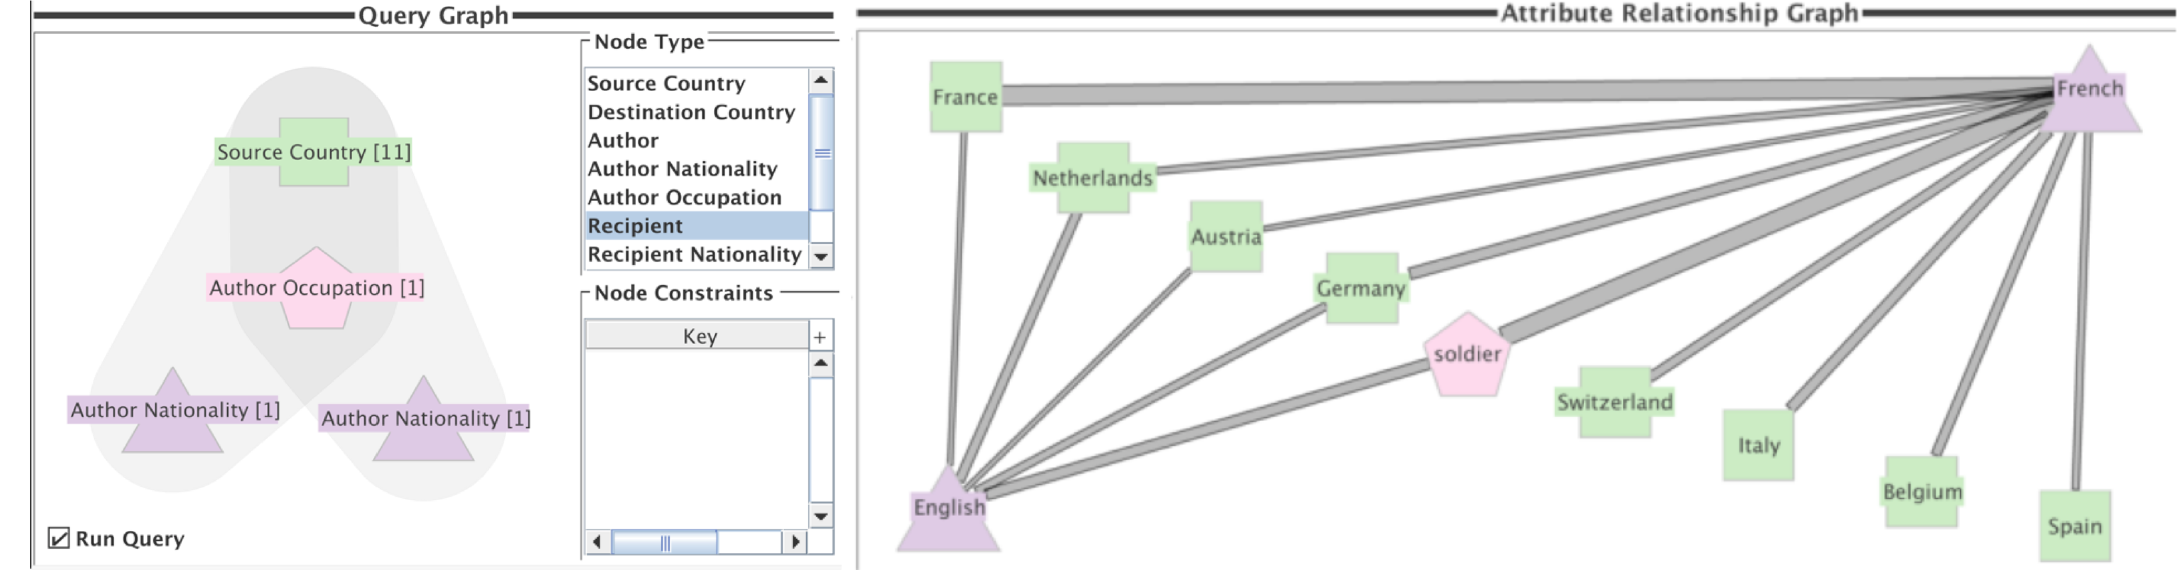 Query Graph
Source Country [11]
Author Occupation [1]
Author Nationality [1]
Author Nationality [1]
Run Query
Node Type
Source Country
Destination Country
Author
Author Nationality
Author Occupation
Recipient
Recipient Nationality
Node Constraints
Key +
Attribute Relationship Graph
France
French
Netherlands
Austria
Germany
soldier
Switzerland
Italy
Belgium
English
Spain